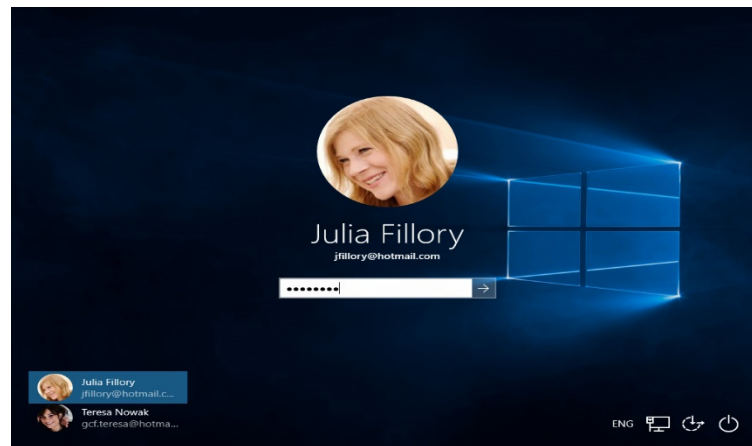 Julia Fillory
jfillory@hotmail.com
Julia Fillory
jfillory@hotmail.c...
Teresa Nowak
gcf.teresa@hotma...
ENG